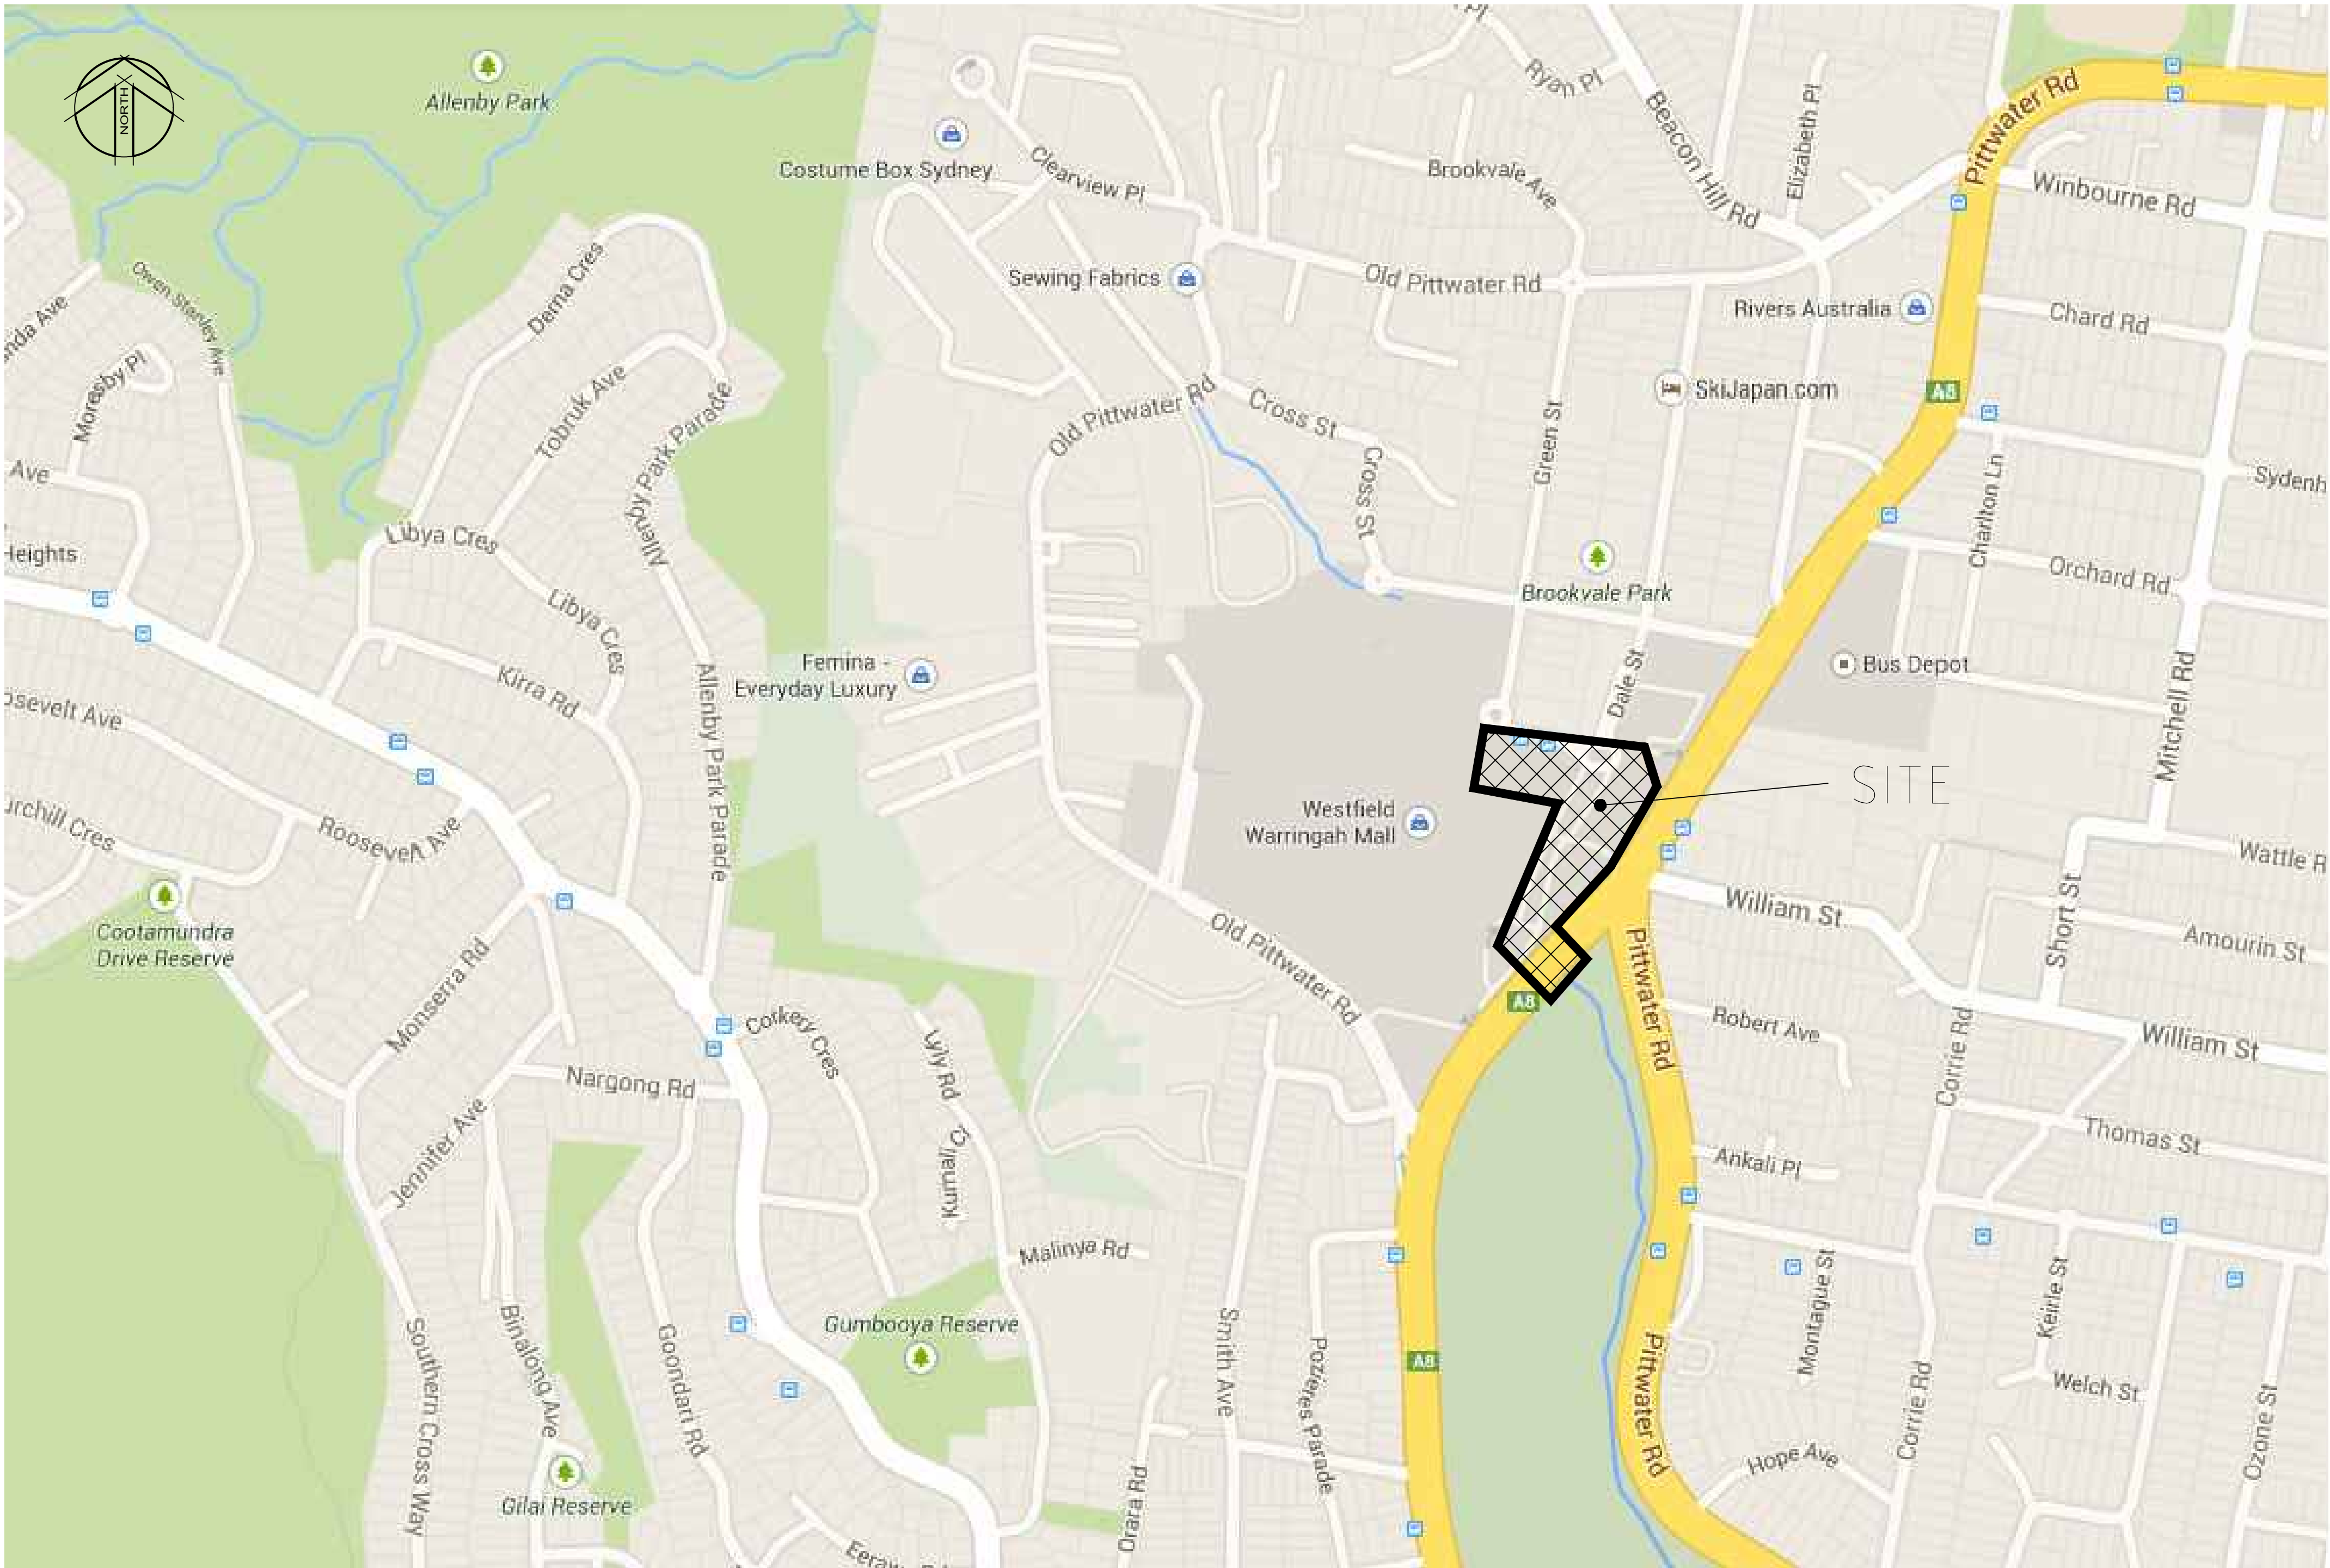 NORTH
Allenby Park
Costume Box Sydney
Clearview Pl
Ryan Pl
Beacon Hill Rd
Elizabeth Pl
Pittwater Rd
Brookvale Ave
Winbourne Rd
Owen Stanley Ave
Derna Cres
Sewing Fabrics
Old Pittwater Rd
Rivers Australia
Chard Rd
Moresby Pl
Tobruk Ave
Allenby Park Parade
Old Pittwater Rd
Cross St
Cross St
Green St
SkiJapan.com
A8
Charlton Ln
Sydenh
Ave
Heights
Libya Cres
Libya Cres
Brookvale Park
Orchard Rd
Kirra Rd
Allenby Park Parade
Femina -
Everyday Luxury
Dale St
Bus Depot
Mitchell Rd
osevelt Ave
urchill Cres
Roosevelt Ave
Westfield
Warringah Mall
SITE
Wattle R
Cootamundra
Drive Reserve
Monserra Rd
Old Pittwater Rd
William St
Short St
Amourin St
A8
Pittwater Rd
Corkery Cres
Lyly Rd
Robert Ave
Corrie Rd
William St
Nargong Rd
Jennifer Ave
Kumali Cl
Thomas St
Ankali Pl
Malinya Rd
Southern Cross Way
Binalong Ave
Goondari Rd
Gumbooya Reserve
Smith Ave
Pozieres Parade
A8
Pittwater Rd
Montague St
Corrie Rd
Keirle St
Welch St
Ozone St
Hope Ave
Gilai Reserve
Orara Rd